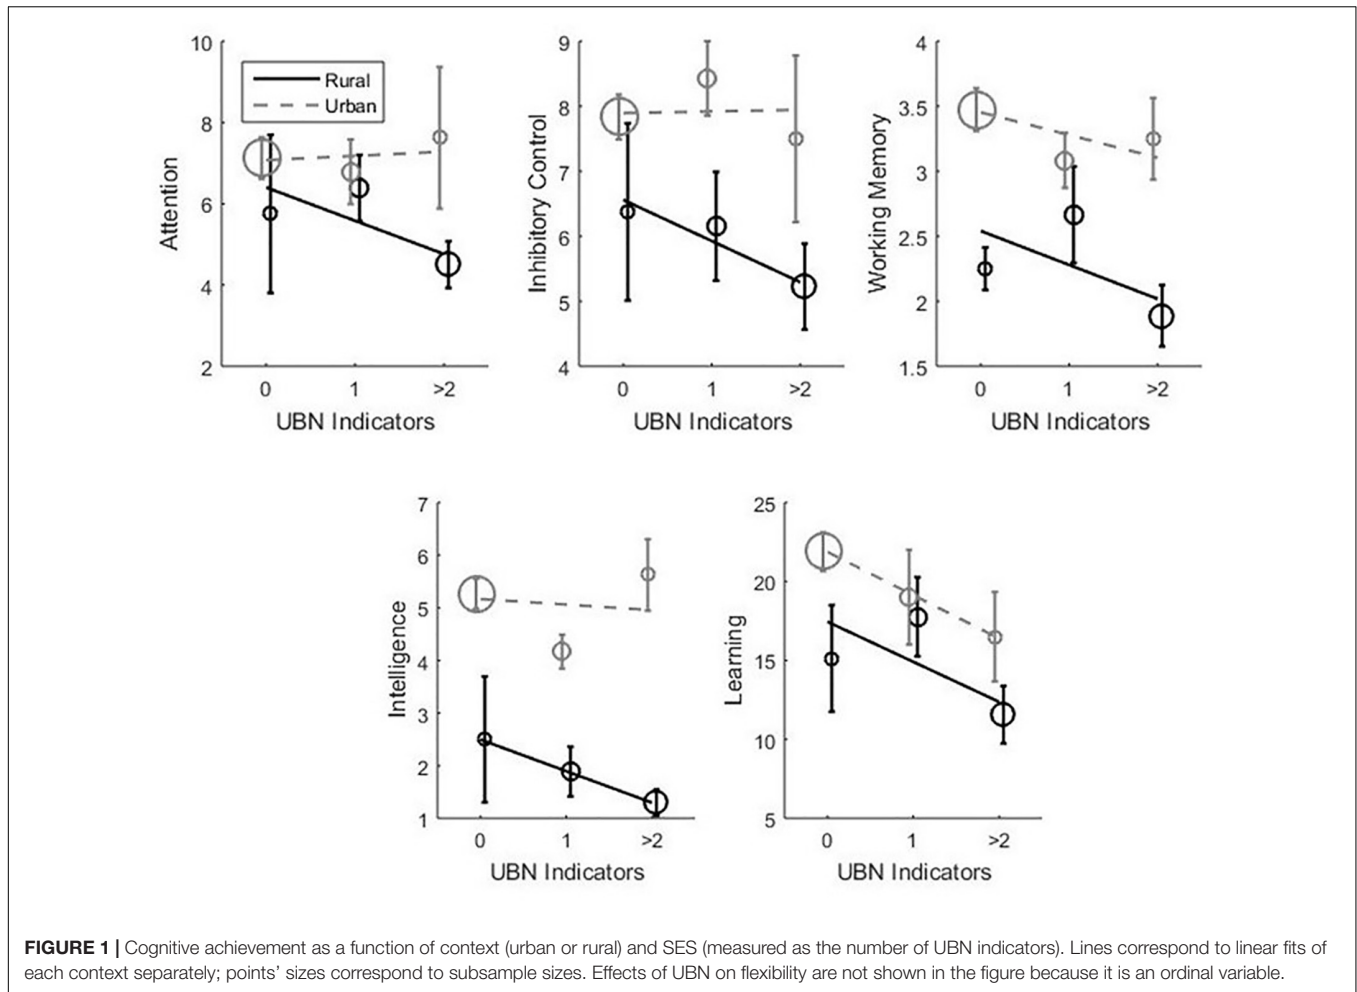 10
8
6
4
2
Attention
Rural
Urban
0 1 >2
UBN Indicators
9
8
7
6
5
4
Inhibitory Control
0 1 >2
UBN Indicators
4
3.5
3
2.5
2
1.5
Working Memory
0 1 >2
UBN Indicators
7
6
5
4
3
2
1
Intelligence
0 1 >2
UBN Indicators
25
20
15
10
5
Learning
0 1 >2
UBN Indicators
FIGURE 1 | Cognitive achievement as a function of context (urban or rural) and SES (measured as the number of UBN indicators). Lines correspond to linear fits of
each context separately; points' sizes correspond to subsample sizes. Effects of UBN on flexibility are not shown in the figure because it is an ordinal variable.